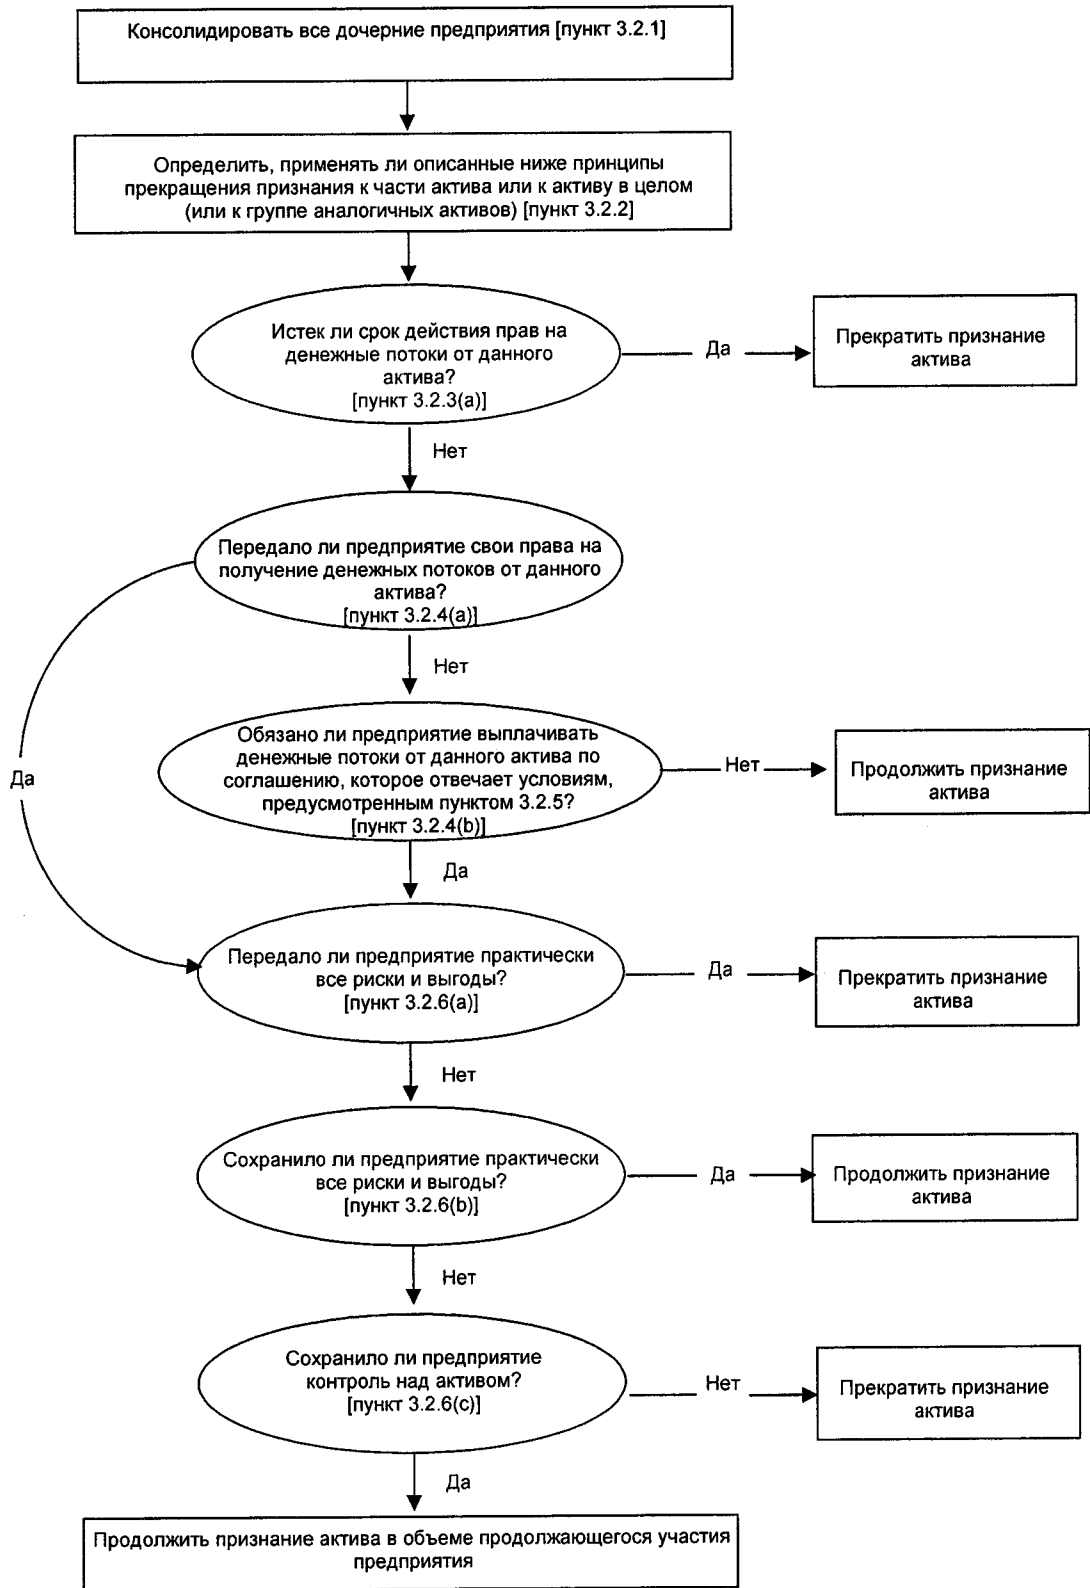 Консолидировать все дочерние предприятия [пункт 3.2.1]
Определить, применять ли описанные ниже принципы
прекращения признания к части актива или к активу в целом
(или к группе аналогичных активов) [пункт 3.2.2]
Истек ли срок действия прав на
денежные потоки от данного
актива?
[пункт 3.2.3(a)]
Да
Прекратить признание
актива
Нет
Передало ли предприятие свои права на
получение денежных потоков от данного
актива?
[пункт 3.2.4(a)]
Нет
Да
Обязано ли предприятие выплачивать
денежные потоки от данного актива по
соглашению, которое отвечает условиям,
предусмотренным пунктом 3.2.5?
[пункт 3.2.4(b)]
Нет
Продолжить признание
актива
Да
Передало ли предприятие практически
все риски и выгоды?
[пункт 3.2.6(a)]
Да
Прекратить признание
актива
Нет
Сохранило ли предприятие практически
все риски и выгоды?
[пункт 3.2.6(b)]
Да
Продолжить признание
актива
Нет
Сохранило ли предприятие
контроль над активом?
[пункт 3.2.6(c)]
Нет
Прекратить признание
актива
Да
Продолжить признание актива в объеме продолжающегося участия
предприятия